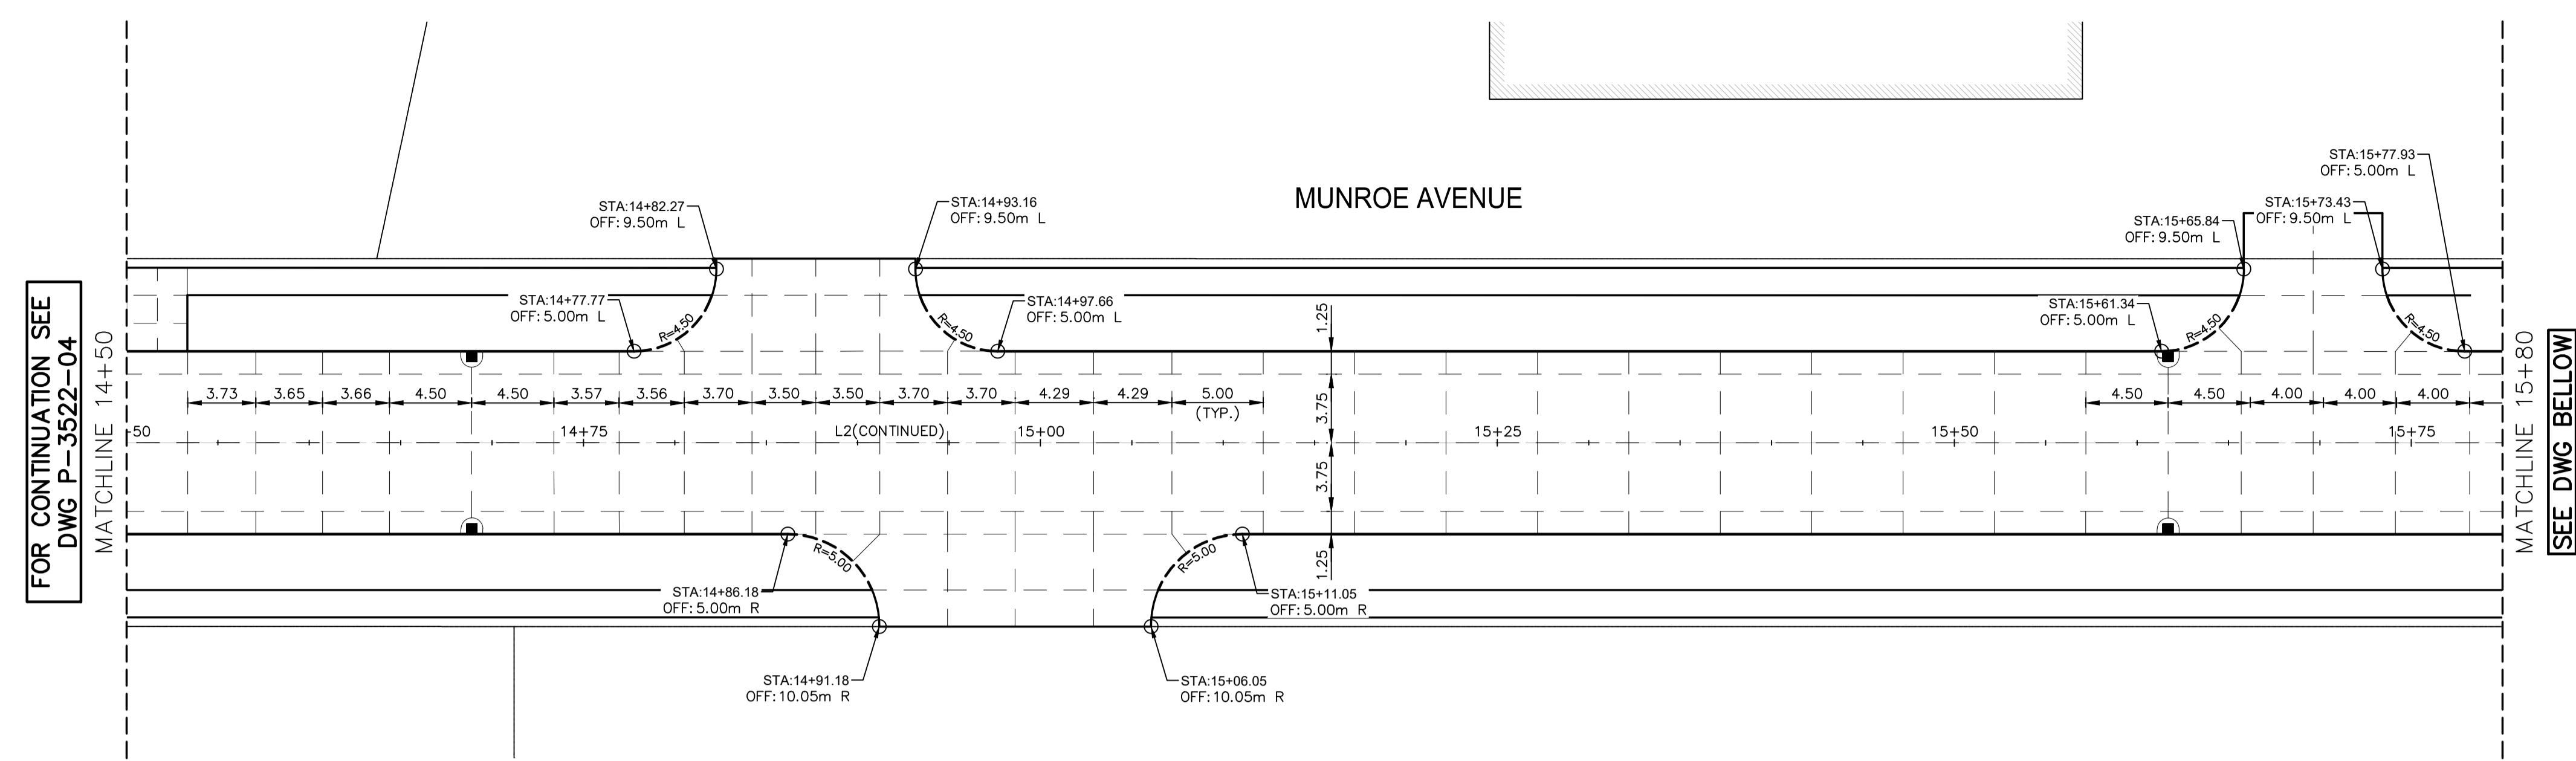 MUNROE AVENUE
FOR CONTINUATION SEE
DWG P-3522-04
MATCHLINE 14+50
STA:14+82.27
OFF:9.50m L
STA:14+93.16
OFF:9.50m L
STA:15+77.93
OFF:5.00m L
STA:15+73.43
OFF:9.50m L
STA:15+65.84
OFF:9.50m L
STA:14+77.77
OFF:5.00m L
R=4.50
R=4.50
STA:14+97.66
OFF:5.00m L
STA:15+61.34
OFF:5.00m L
R=4.50
R=4.50
1.25
3.73 3.65 3.66 4.50 4.50 3.57 3.56 3.70 3.50 3.50 3.70 3.70 4.29 4.29 5.00
(TYP.)
3.75
4.50 4.50 4.00 4.00 4.00
50 14+75 L2(CONTINUED) 15+00 15+25 15+50 15+75
3.75
1.25
R=5.00
R=5.00
STA:14+86.18
OFF:5.00m R
STA:15+11.05
OFF:5.00m R
STA:14+91.18
OFF:10.05m R
STA:15+06.05
OFF:10.05m R
MATCHLINE 15+80
SEE DWG BELLOW